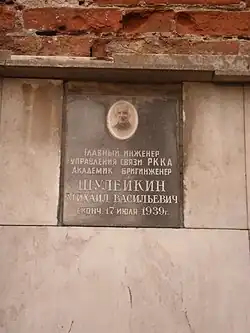 ГЛАВНЫЙ ИНЖЕНЕР
УПРАВЛЕНИЯ СВЯЗИ РККА
АКАДЕМИК БРИГИНЖЕНЕР
ШУЛЕЙКИН
МИХАИЛ ВАСИЛЬЕВИЧ
СКОНЧ. 17 ИЮЛЯ 1939 г.